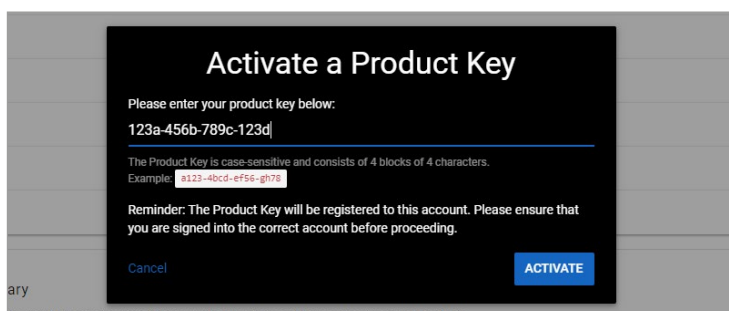 Activate a Product Key
Please enter your product key below:
123a-456b-789c-123d
The Product Key is case-sensitive and consists of 4 blocks of 4 characters.
Example: a123-4bcd-ef56-gh78
Reminder: The Product Key will be registered to this account. Please ensure that
you are signed into the correct account before proceeding.
Cancel ACTIVATE
ary